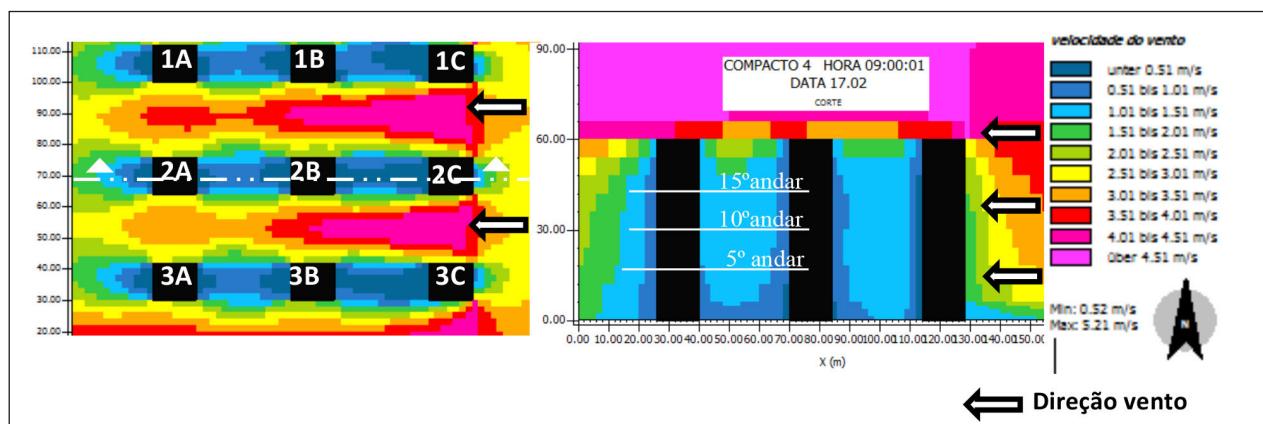 110.00
100.00
90.00
80.00
70.00
60.00
50.00
40.00
30.00
20.00
1A 1B 1C
2A 2B 2C
3A 3B 3C
90.00
60.00
30.00
0.00
COMPACTO 4 HORA 09:00:01
DATA 17.02
CORTE
15ºandar
10ºandar
5º andar
0.00 10.00 20.00 30.00 40.00 50.00 60.00 70.00 80.00 90.00 100.00 110.00 120.00 130.00 140.00 150.00
X (m)
velocidade do vento
unter 0.51 m/s
0.51 bis 1.01 m/s
1.01 bis 1.51 m/s
1.51 bis 2.01 m/s
2.01 bis 2.51 m/s
2.51 bis 3.01 m/s
3.01 bis 3.51 m/s
3.51 bis 4.01 m/s
4.01 bis 4.51 m/s
über 4.51 m/s
Min: 0.52 m/s
Max: 5.21 m/s
N
Direção vento